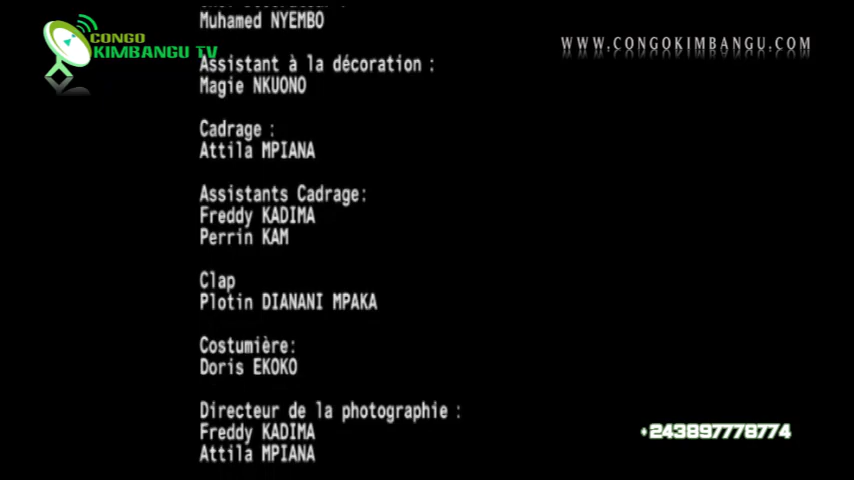 Muhamed NYEMBO
CONGO
KIMBANGU TV
WWW.CONGOKIMBANGU.COM
Assistant à la décoration :
Magie NKUONO
Cadrage :
Attila MPIANA
Assistants Cadrage:
Freddy KADIMA
Perrin KAM
Clap
Plotin DIANANI MPAKA
Costumière:
Doris EKOKO
Directeur de la photographie :
Freddy KADIMA
Attila MPIANA
+243897778774